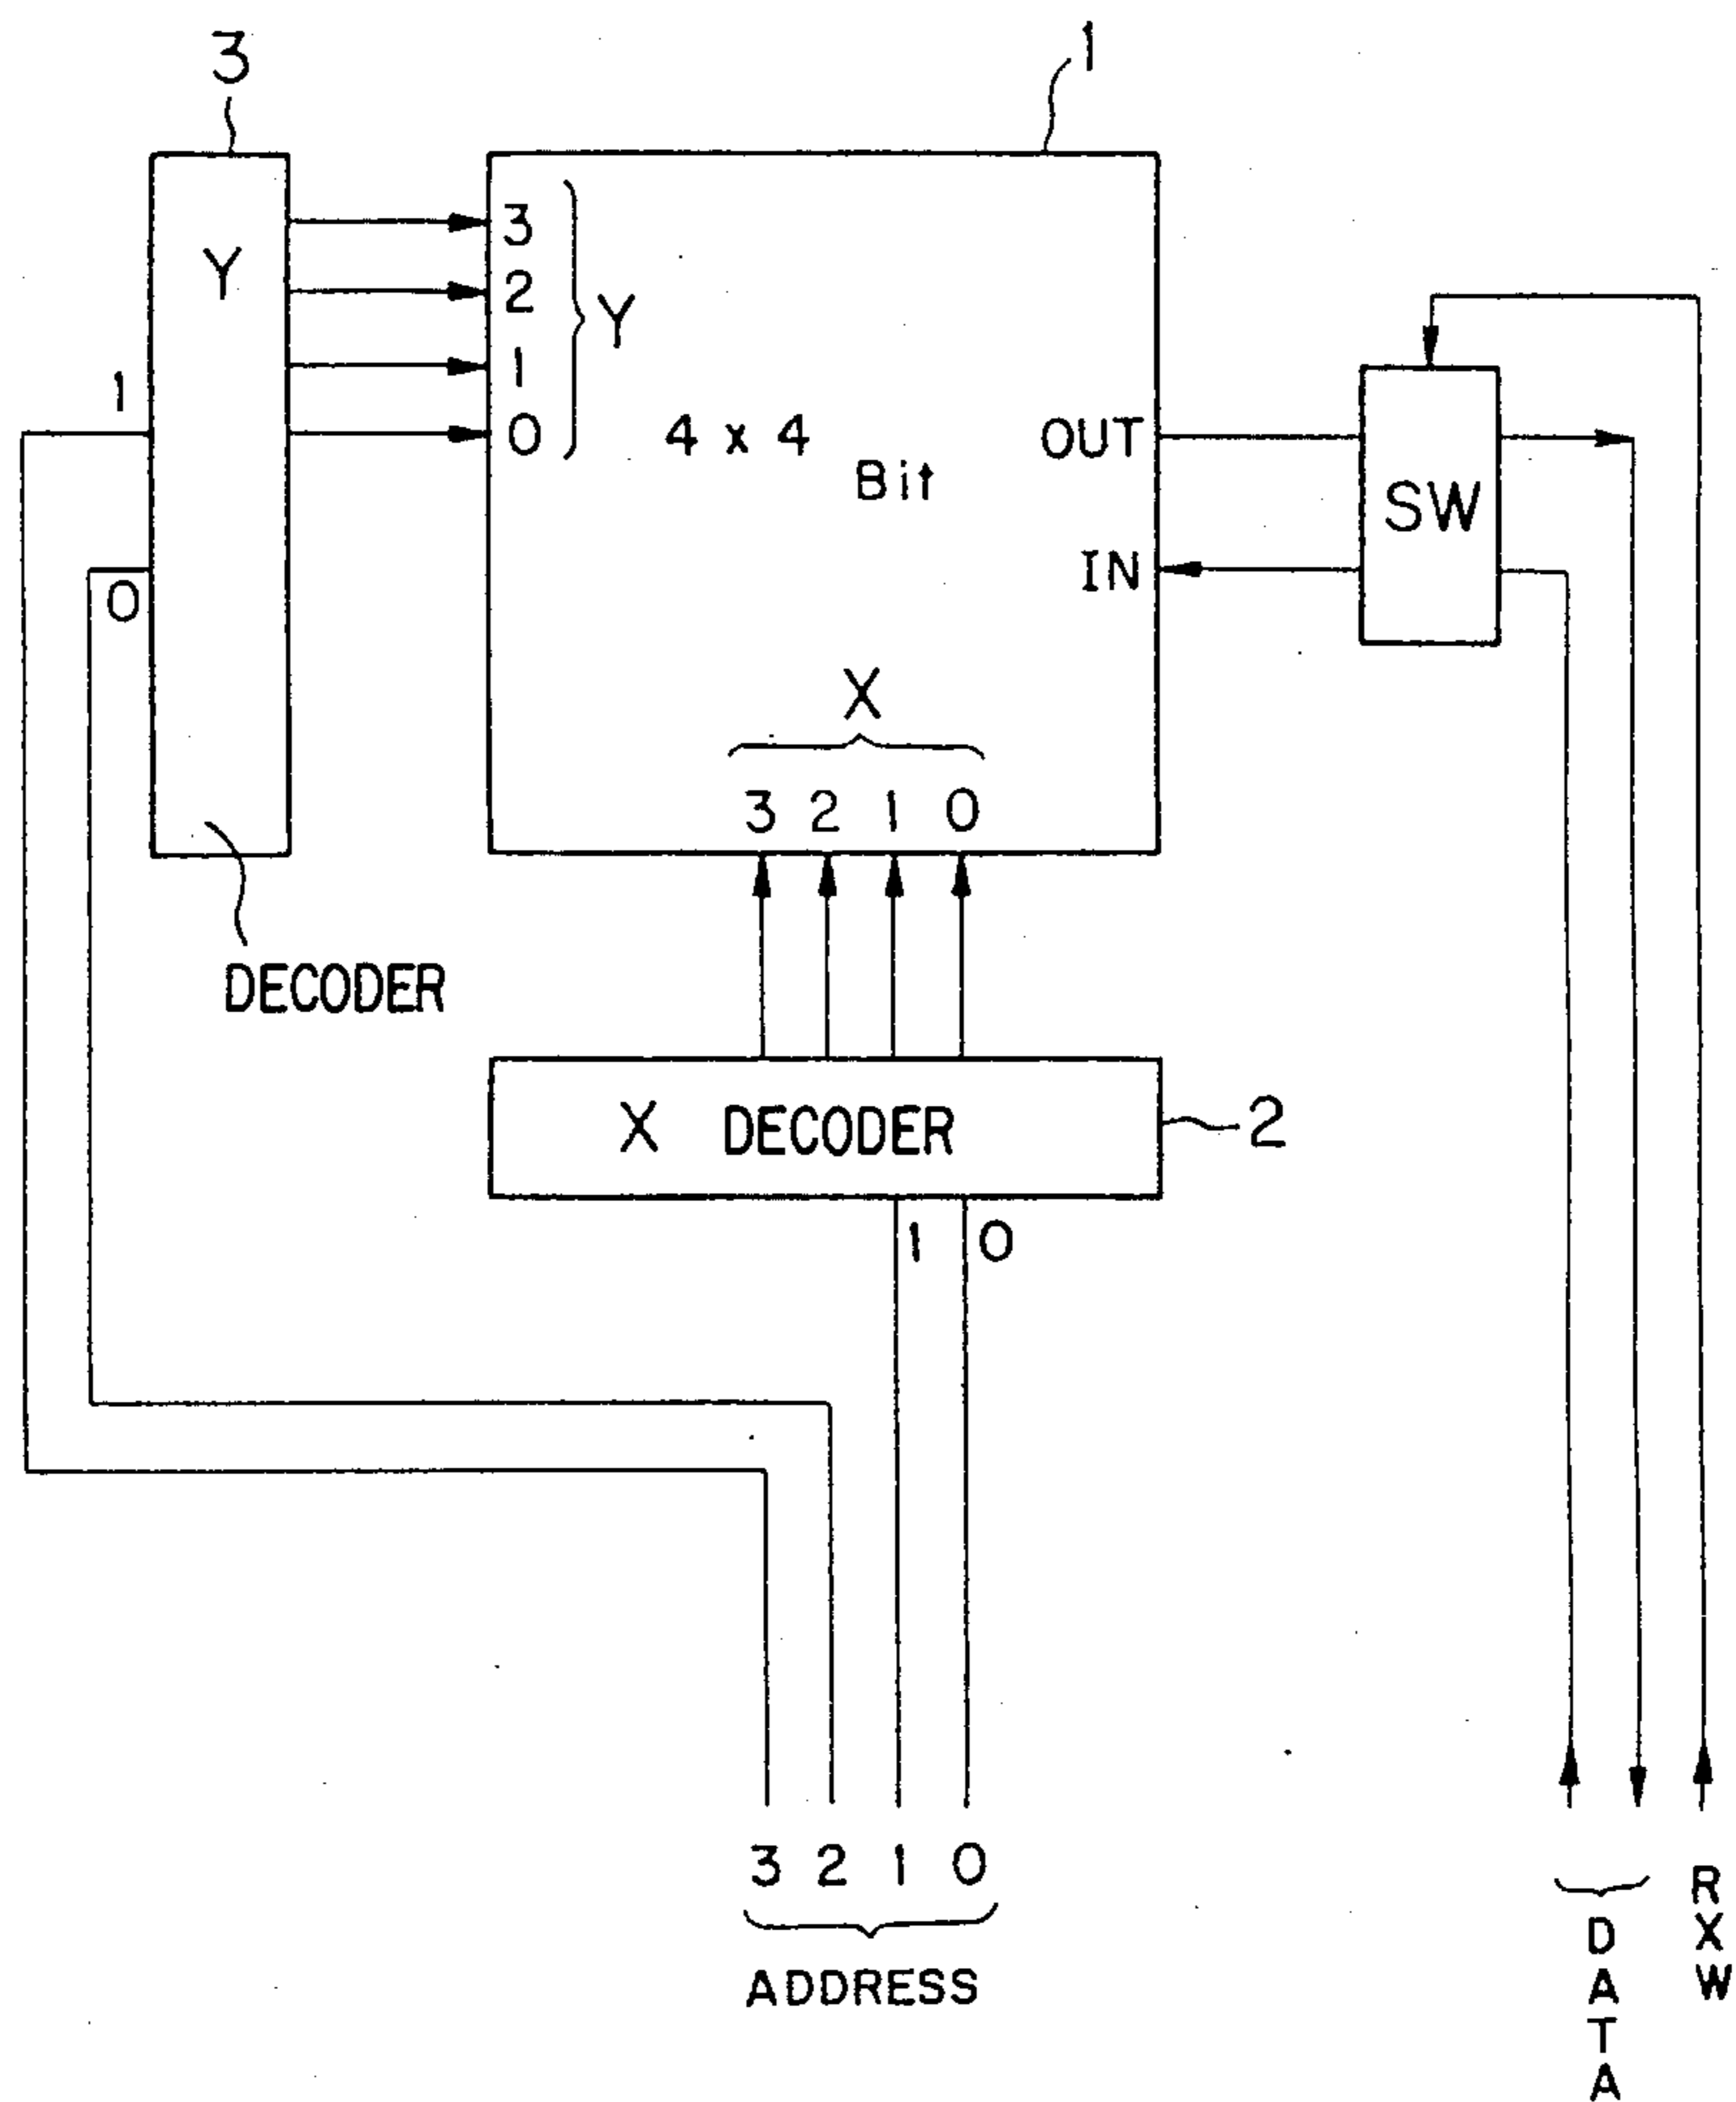 3
1
Y
3
2
1
0
Y
1
0
4 x 4
Bit
OUT
IN
SW
X
3 2 1 0
DECODER
X DECODER
2
1 0
3 2 1 0
ADDRESS
DATA
RXW